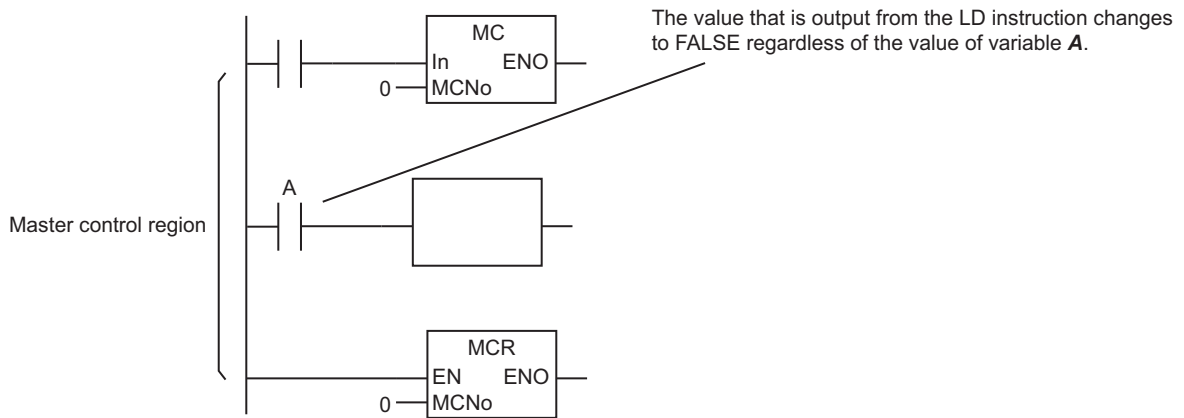 The value that is output from the LD instruction changes
to FALSE regardless of the value of variable A.
MC
In ENO
0 MCNo
A
Master control region
MCR
EN ENO
0 MCNo